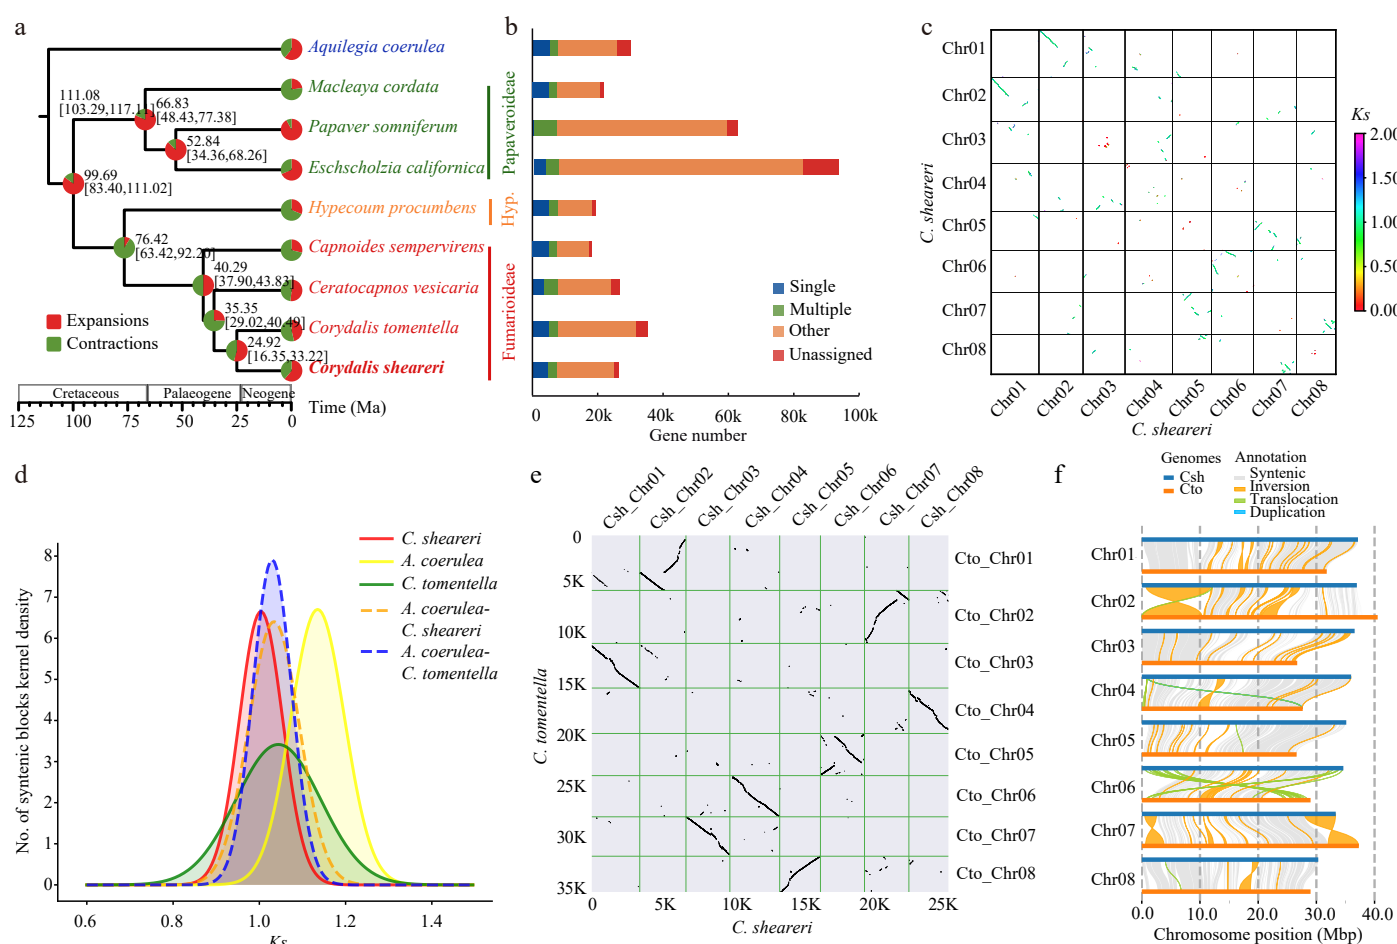 a
Aquilegia coerulea
Macleaya cordata
Papaver somniferum
Eschscholzia californica
Hypecoum procumbens
Capnoides sempervirens
Ceratocapnos vesicaria
Corydalis tomentella
Corydalis sheareri
111.08
[103.29,117.11]
66.83
[48.43,77.38]
52.84
[34.36,68.26]
99.69
[83.40,111.02]
76.42
[63.42,92.20]
40.29
[37.90,43.83]
35.35
[29.02,40.49]
24.92
[16.35,33.22]
Expansions
Contractions
Papaveroideae
Hyp.
Fumarioideae
Cretaceous
Palaeogene
Neogene
125 100 75 50 25 0
Time (Ma)
b
Single
Multiple
Other
Unassigned
0 20k 40k 60k 80k 100k
Gene number
c
Chr01
Chr02
Chr03
Chr04
Chr05
Chr06
Chr07
Chr08
C. sheareri
Chr01 Chr02 Chr03 Chr04 Chr05 Chr06 Chr07 Chr08
C. sheareri
Ks
2.00
1.50
1.00
0.50
0.00
d
No. of syntenic blocks kernel density
8
7
6
5
4
3
2
1
0
0.6 0.8 1.0 1.2 1.4
Ks
C. sheareri
A. coerulea
C. tomentella
A. coerulea-
C. sheareri
A. coerulea-
C. tomentella
e
Csh_Chr01 Csh_Chr02 Csh_Chr03 Csh_Chr04 Csh_Chr05 Csh_Chr06 Csh_Chr07 Csh_Chr08
0
5K
10K
15K
20K
25K
30K
35K
C. tomentella
Cto_Chr01
Cto_Chr02
Cto_Chr03
Cto_Chr04
Cto_Chr05
Cto_Chr06
Cto_Chr07
Cto_Chr08
0 5K 10K 15K 20K 25K
C. sheareri
f
Genomes
Csh
Cto
Annotation
Syntenic
Inversion
Translocation
Duplication
Chr01
Chr02
Chr03
Chr04
Chr05
Chr06
Chr07
Chr08
0.0 10.0 20.0 30.0 40.0
Chromosome position (Mbp)